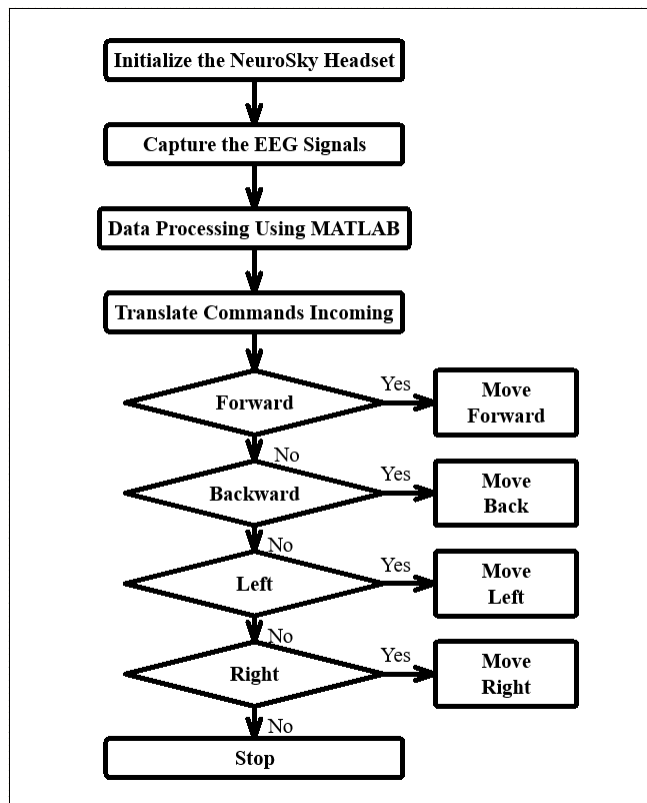 Initialize the NeuroSky Headset
Capture the EEG Signals
Data Processing Using MATLAB
Translate Commands Incoming
Forward
Yes
Move
Forward
No
Backward
Yes
Move
Back
No
Left
Yes
Move
Left
No
Right
Yes
Move
Right
No
Stop